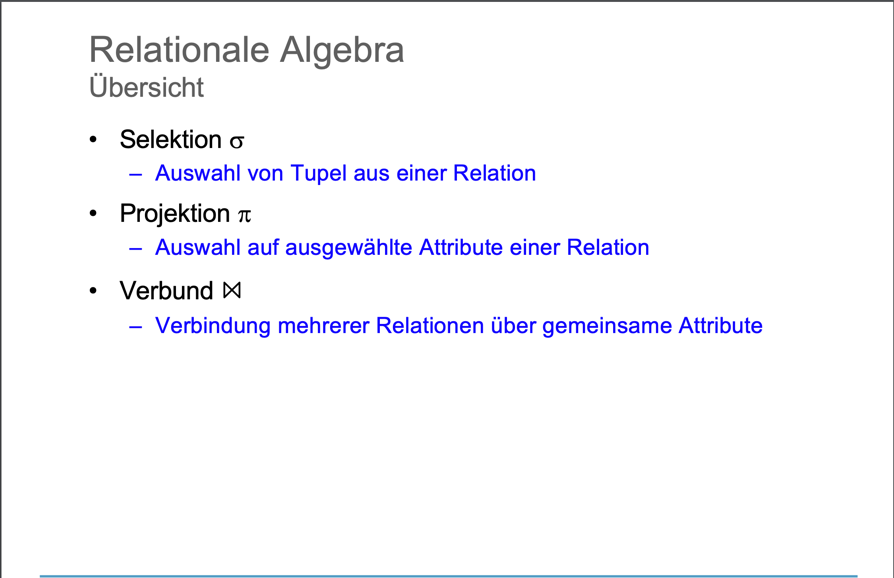 Relationale Algebra
Übersicht
• Selektion σ
– Auswahl von Tupel aus einer Relation
• Projektion π
– Auswahl auf ausgewählte Attribute einer Relation
• Verbund ⋈
– Verbindung mehrerer Relationen über gemeinsame Attribute